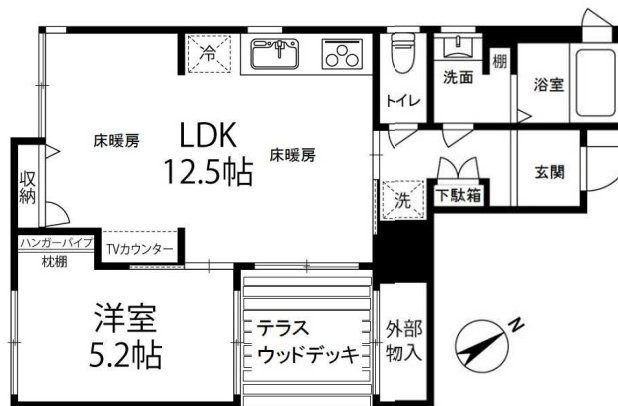 冷
トイレ
洗面
棚
浴室
床暖房
LDK
12.5帖
床暖房
収納
洗
下駄箱
玄関
ハンガーパイプ
枕棚
TVカウンター
洋室
5.2帖
テラス
ウッドデッキ
外部
物入
N